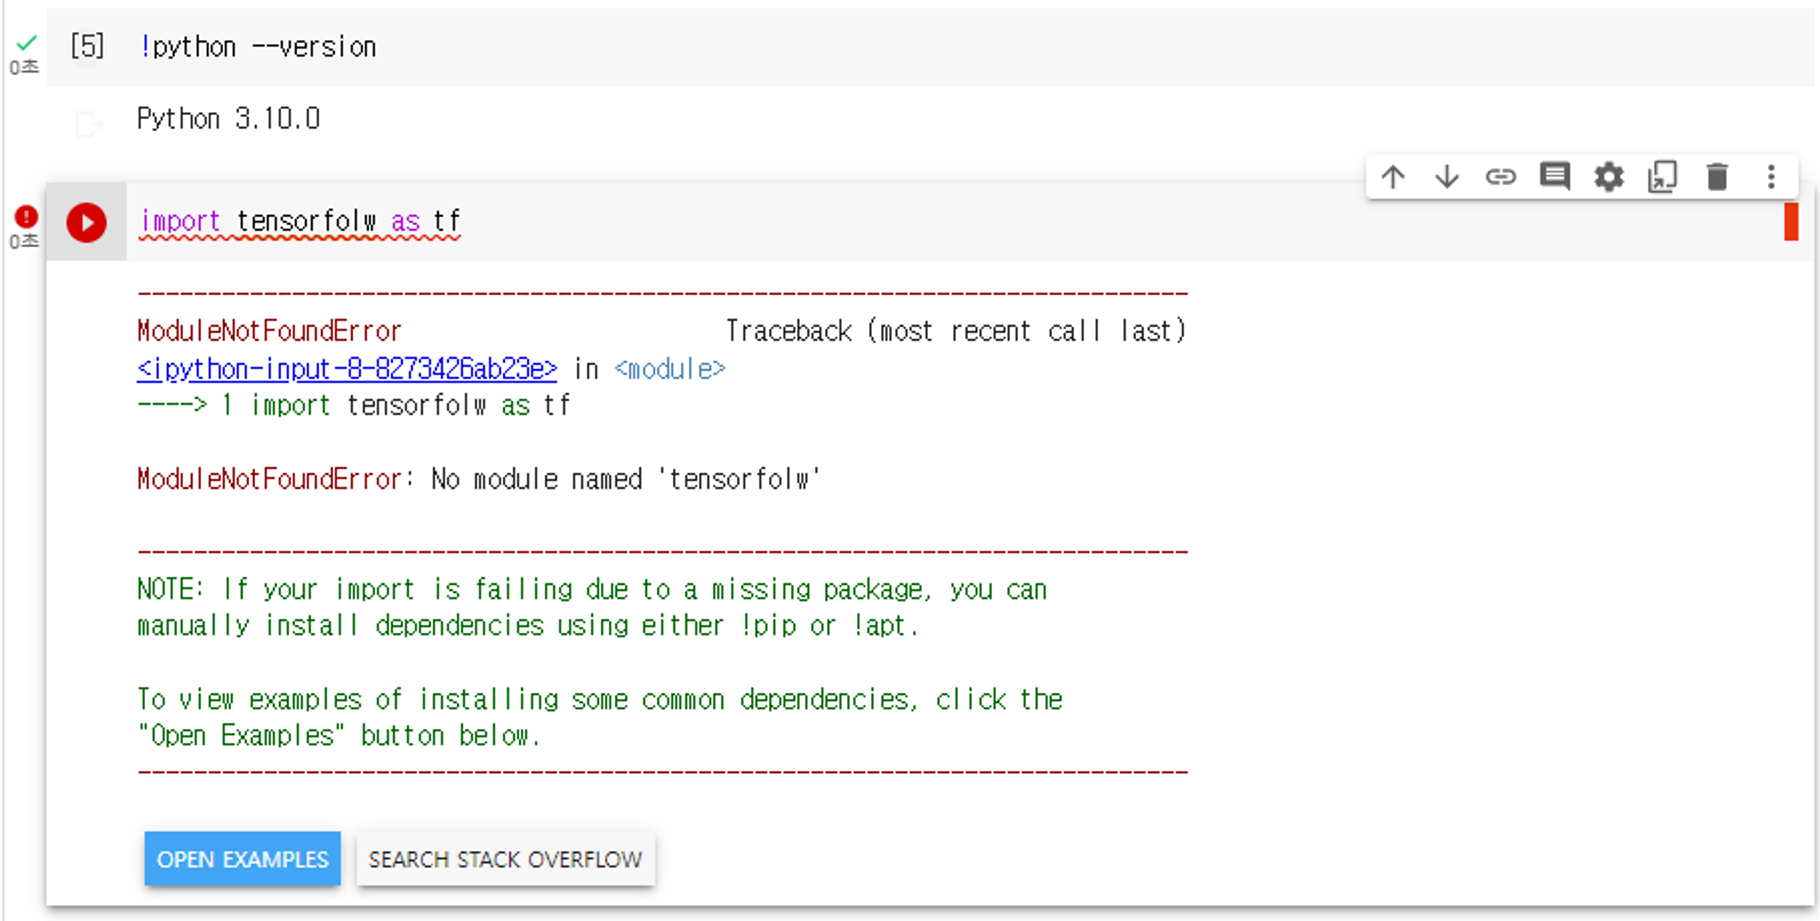 [5] !python --version
0초
Python 3.10.0
import tensorfolw as tf
0초
---------------------------------------------------------------------------
ModuleNotFoundError Traceback (most recent call last)
<ipython-input-8-8273426ab23e> in <module>
----> 1 import tensorfolw as tf
ModuleNotFoundError: No module named 'tensorfolw'
---------------------------------------------------------------------------
NOTE: If your import is failing due to a missing package, you can
manually install dependencies using either !pip or !apt.
To view examples of installing some common dependencies, click the
"Open Examples" button below.
---------------------------------------------------------------------------
OPEN EXAMPLES SEARCH STACK OVERFLOW